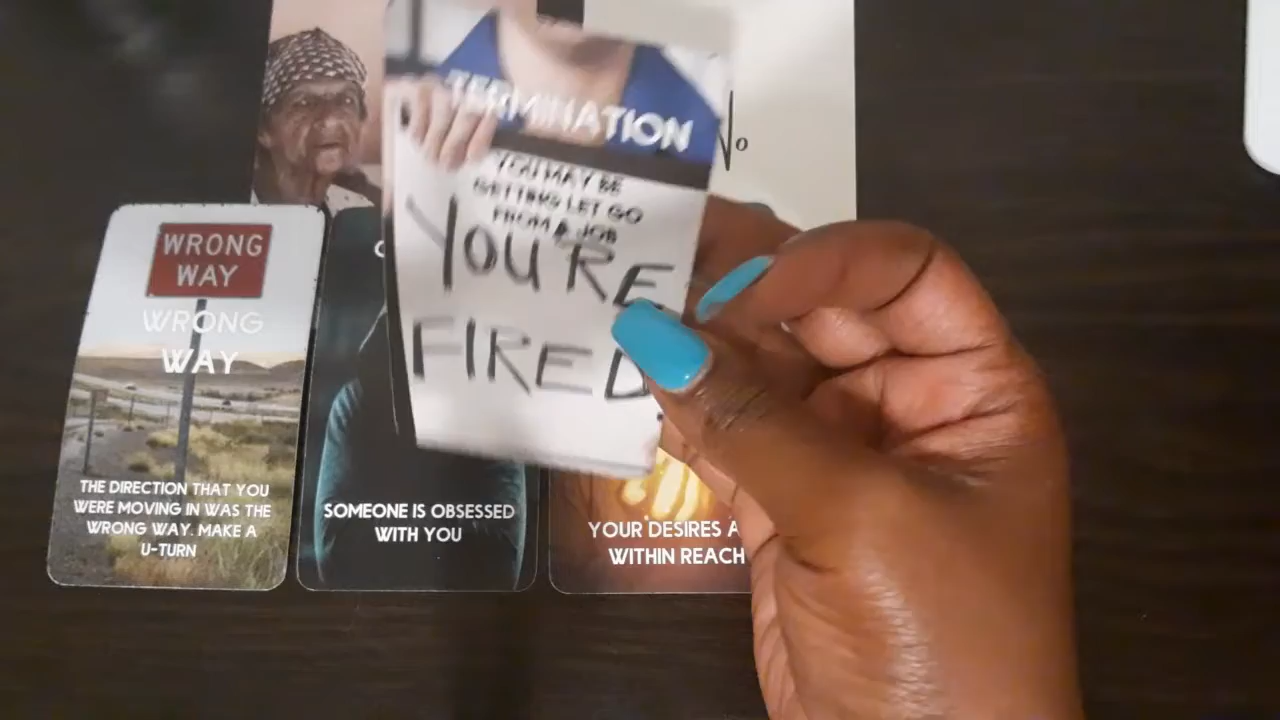 TERMINATION
YOU MAY BE
GETTING LET GO
FROM A JOB
YOU'RE
FIRED
No
WRONG
WAY
WRONG
WAY
THE DIRECTION THAT YOU
WERE MOVING IN WAS THE
WRONG WAY. MAKE A
U-TURN
SOMEONE IS OBSESSED
WITH YOU
YOUR DESIRES
WITHIN REACH